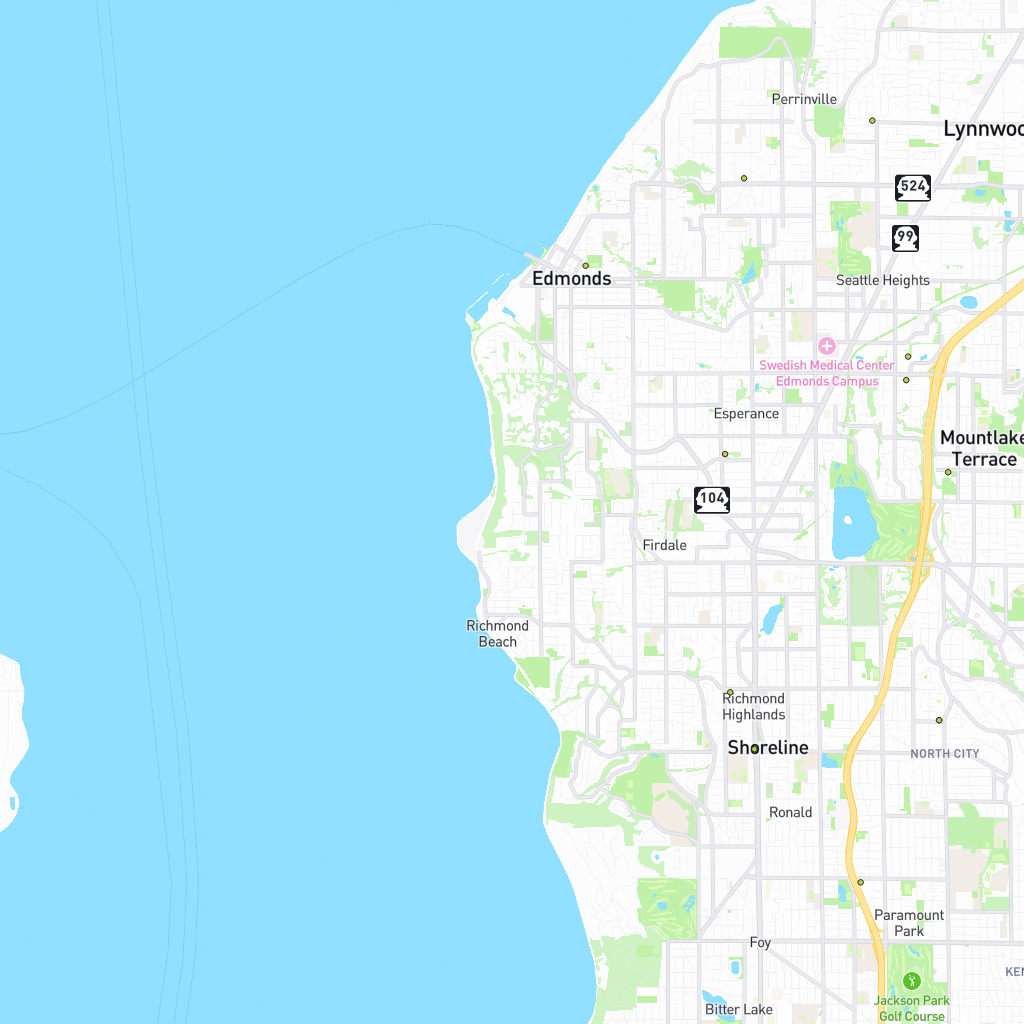 Perrinville
Lynnwoo
524
99
Edmonds
Seattle Heights
Swedish Medical Center
Edmonds Campus
Esperance
Mountlake
Terrace
104
Firdale
Richmond
Beach
Richmond
Highlands
Shoreline
NORTH CITY
Ronald
Paramount
Park
Foy
KEN
Jackson Park
Golf Course
Bitter Lake